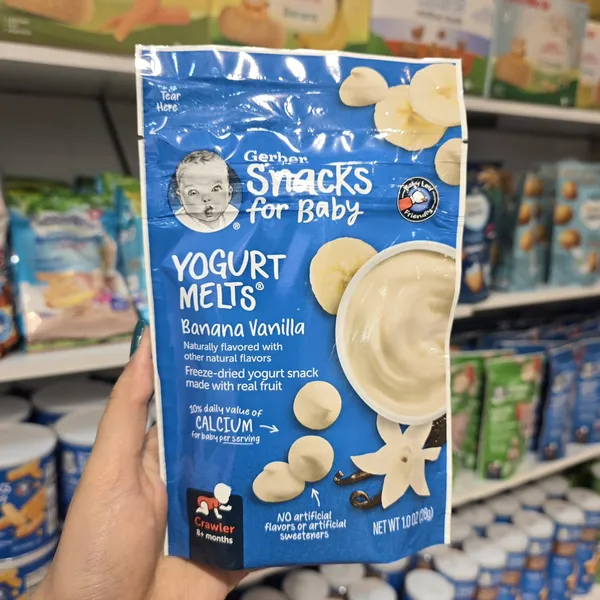 Tear
Here
Gerber
Snacks
for Baby
®
Baby Led
Friendly
YOGURT
MELTS®
Banana Vanilla
Naturally flavored with
other natural flavors
Freeze-dried yogurt snack
made with real fruit
10% daily value of
CALCIUM
for baby per serving
Crawler
8+ months
NO artificial
flavors or artificial
sweeteners
NET WT 1.0 OZ (28g)